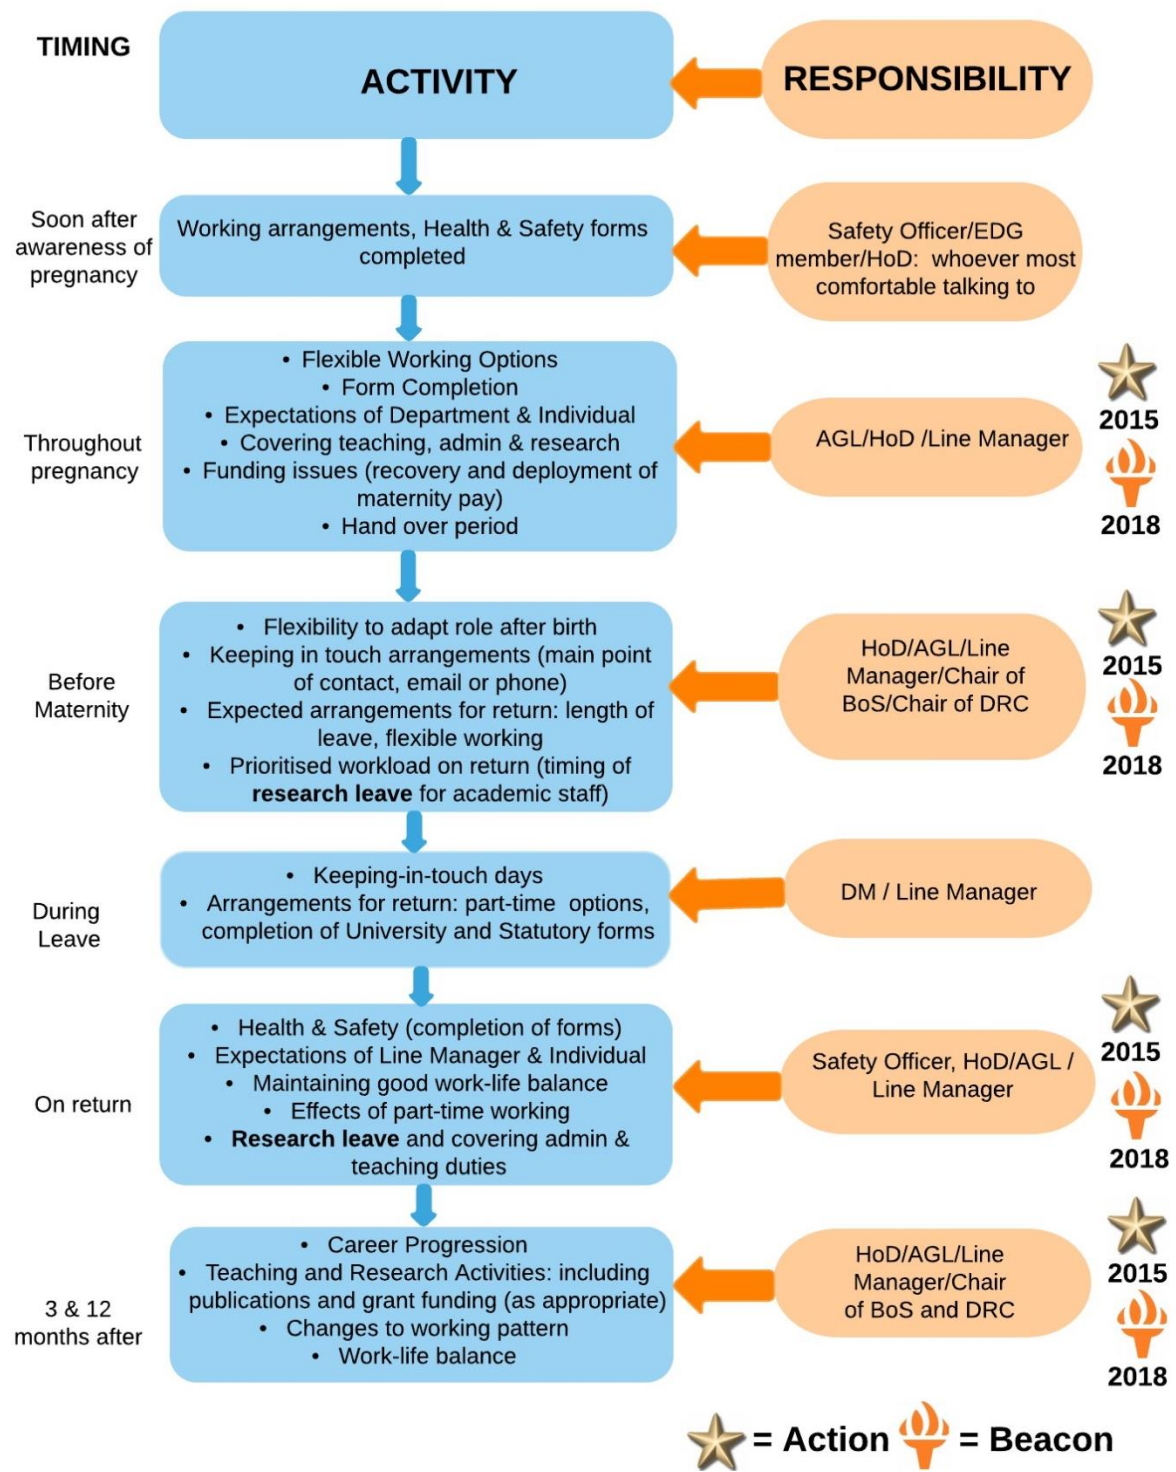 TIMING
ACTIVITY
RESPONSIBILITY
Soon after
awareness of
pregnancy
Working arrangements, Health & Safety forms
completed
Safety Officer/EDG
member/HoD:  whoever most
comfortable talking to
Throughout
pregnancy
• Flexible Working Options
• Form Completion
• Expectations of Department & Individual
• Covering teaching, admin & research
• Funding issues (recovery and deployment of
maternity pay)
• Hand over period
AGL/HoD /Line Manager
2015
2018
Before
Maternity
• Flexibility to adapt role after birth
• Keeping in touch arrangements (main point
of contact, email or phone)
• Expected arrangements for return: length of
leave, flexible working
• Prioritised workload on return (timing of
research leave for academic staff)
HoD/AGL/Line
Manager/Chair of
BoS/Chair of DRC
2015
2018
During
Leave
• Keeping-in-touch days
• Arrangements for return: part-time  options,
completion of University and Statutory forms
DM / Line Manager
On return
• Health & Safety (completion of forms)
• Expectations of Line Manager & Individual
• Maintaining good work-life balance
• Effects of part-time working
• Research leave and covering admin &
teaching duties
Safety Officer, HoD/AGL /
Line Manager
2015
2018
3 & 12
months after
• Career Progression
• Teaching and Research Activities: including
publications and grant funding (as appropriate)
• Changes to working pattern
• Work-life balance
HoD/AGL/Line
Manager/Chair
of BoS and DRC
2015
2018
= Action = Beacon